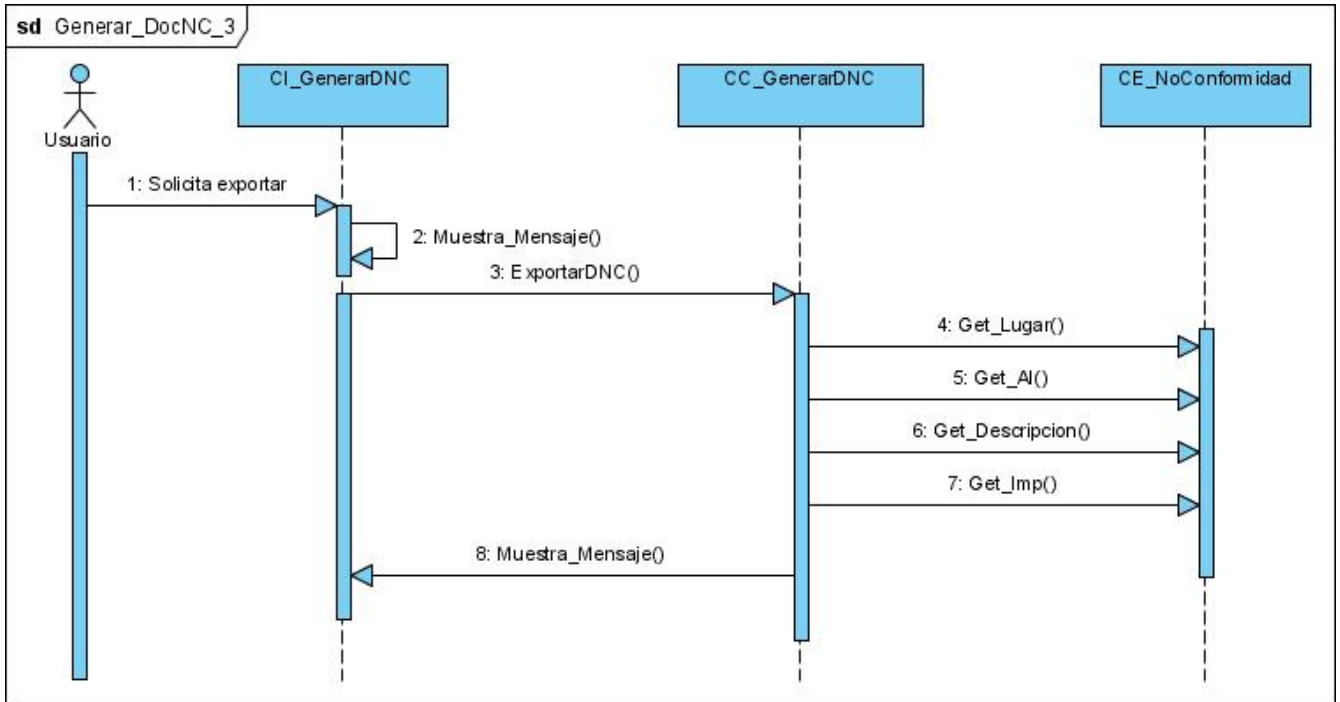 sd Generar_DocNC_3
CI_GenerarDNC
CC_GenerarDNC
CE_NoConformidad
Usuario
1: Solicita exportar
2: Muestra_Mensaje()
3: ExportarDNC()
4: Get_Lugar()
5: Get_AI()
6: Get_Descripcion()
7: Get_Imp()
8: Muestra_Mensaje()